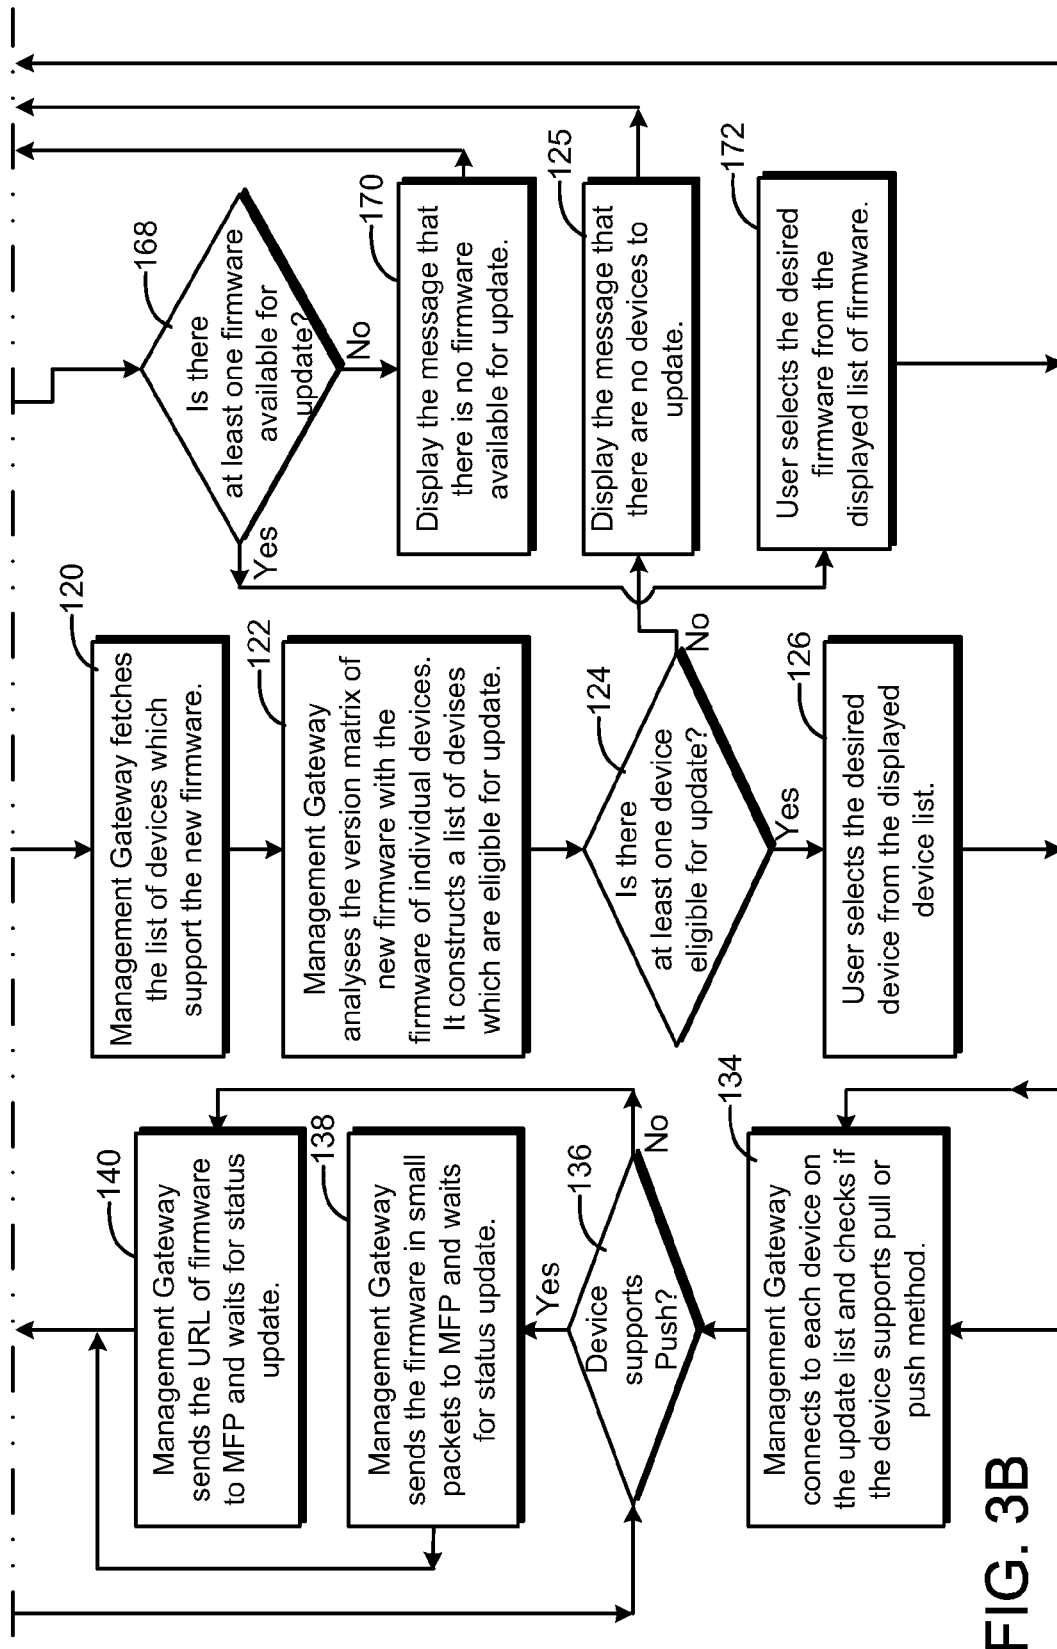 140
Management Gateway
sends the URL of firmware
to MFP and waits for status
update.
138
Management Gateway
sends the firmware in small
packets to MFP and waits
for status update.
Yes
136
Device
supports
Push?
No
134
Management Gateway
connects to each device on
the update list and checks if
the device supports pull or
push method.
120
Management Gateway fetches
the list of devices which
support the new firmware.
122
Management Gateway
analyses the version matrix of
new firmware with the
firmware of individual devices.
It constructs a list of devises
which are eligible for update.
124
Is there
at least one device
eligible for update?
No
Yes
126
User selects the desired
device from the displayed
device list.
168
Is there
at least one firmware
available for
update?
Yes
No
170
Display the message that
there is no firmware
available for update.
125
Display the message that
there are no devices to
update.
172
User selects the desired
firmware from the
displayed list of firmware.
FIG. 3B